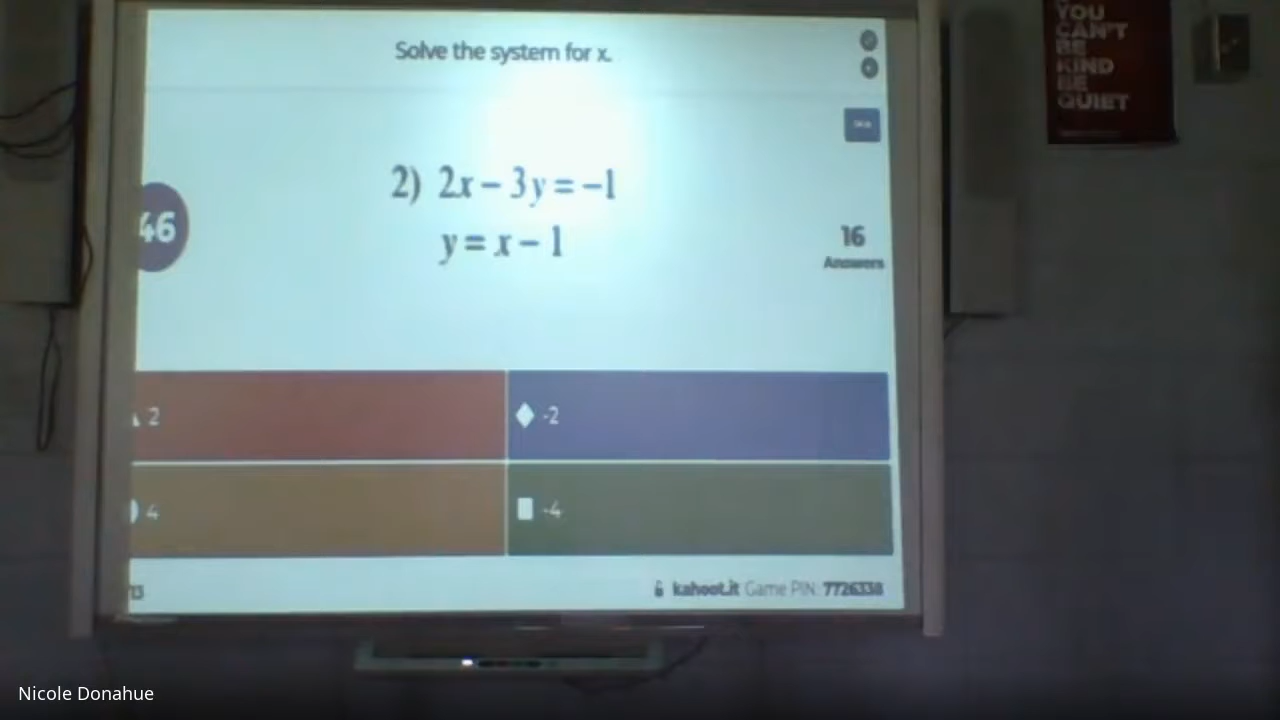 Solve the system for x.
2) 2x – 3y = –1
y = x – 1
46
16
Answers
2
-2
4
-4
kahoot.it Game PIN: 7726338
YOU
CAN'T
BE
KIND
BE
QUIET
Nicole Donahue